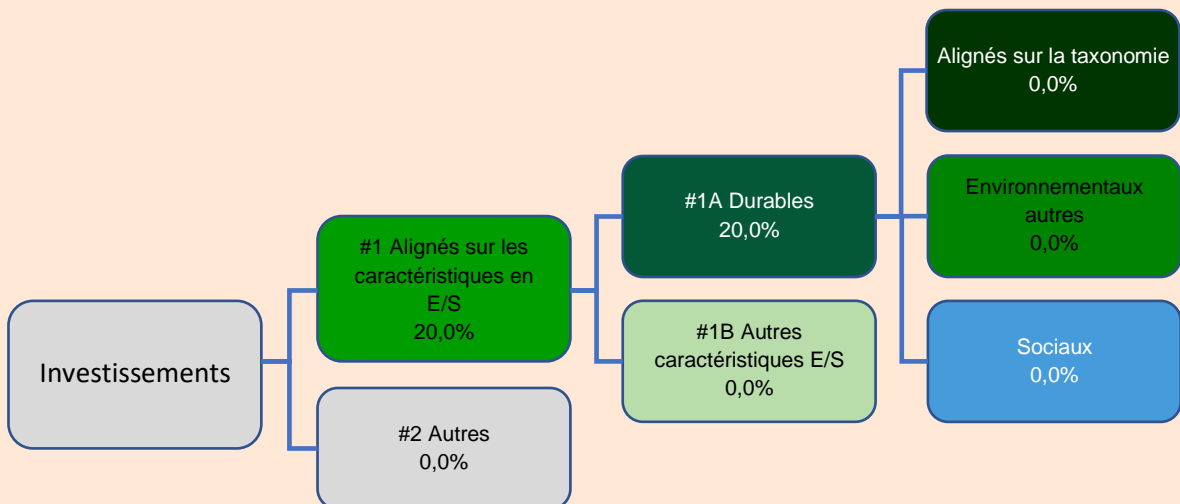 Investissements
#1 Alignés sur les
caractéristiques en
E/S
20,0%
#2 Autres
0,0%
#1A Durables
20,0%
#1B Autres
caractéristiques E/S
0,0%
Alignés sur la taxonomie
0,0%
Environnementaux
autres
0,0%
Sociaux
0,0%